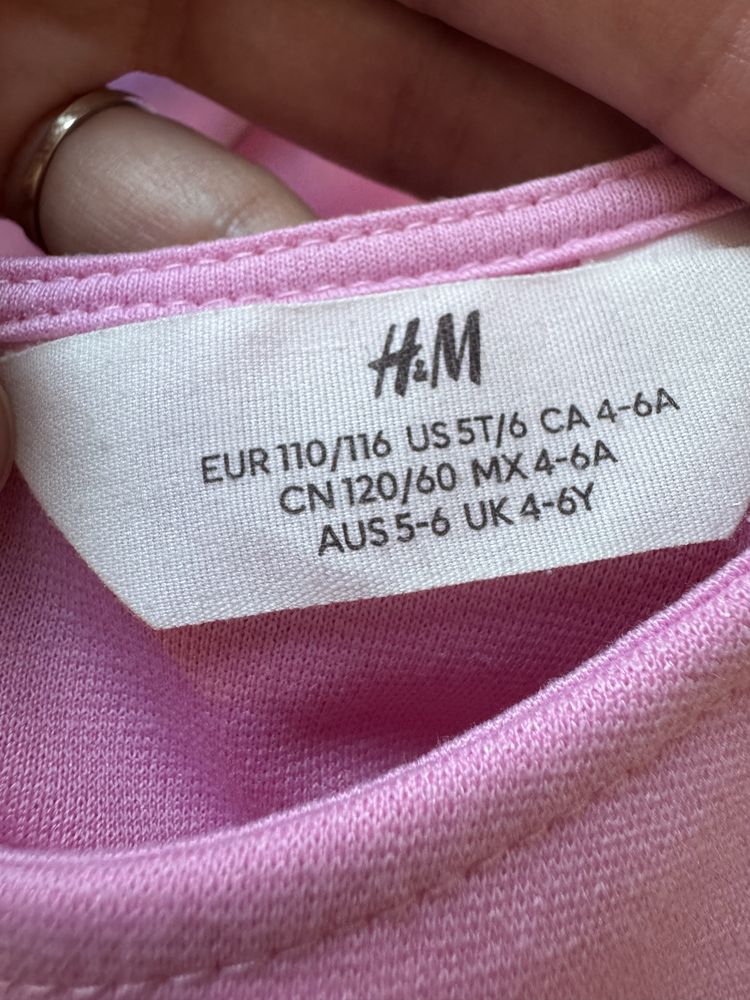 H&M
EUR 110/116 US 5T/6 CA 4-6A
CN 120/60 MX 4-6A
AUS 5-6 UK 4-6Y